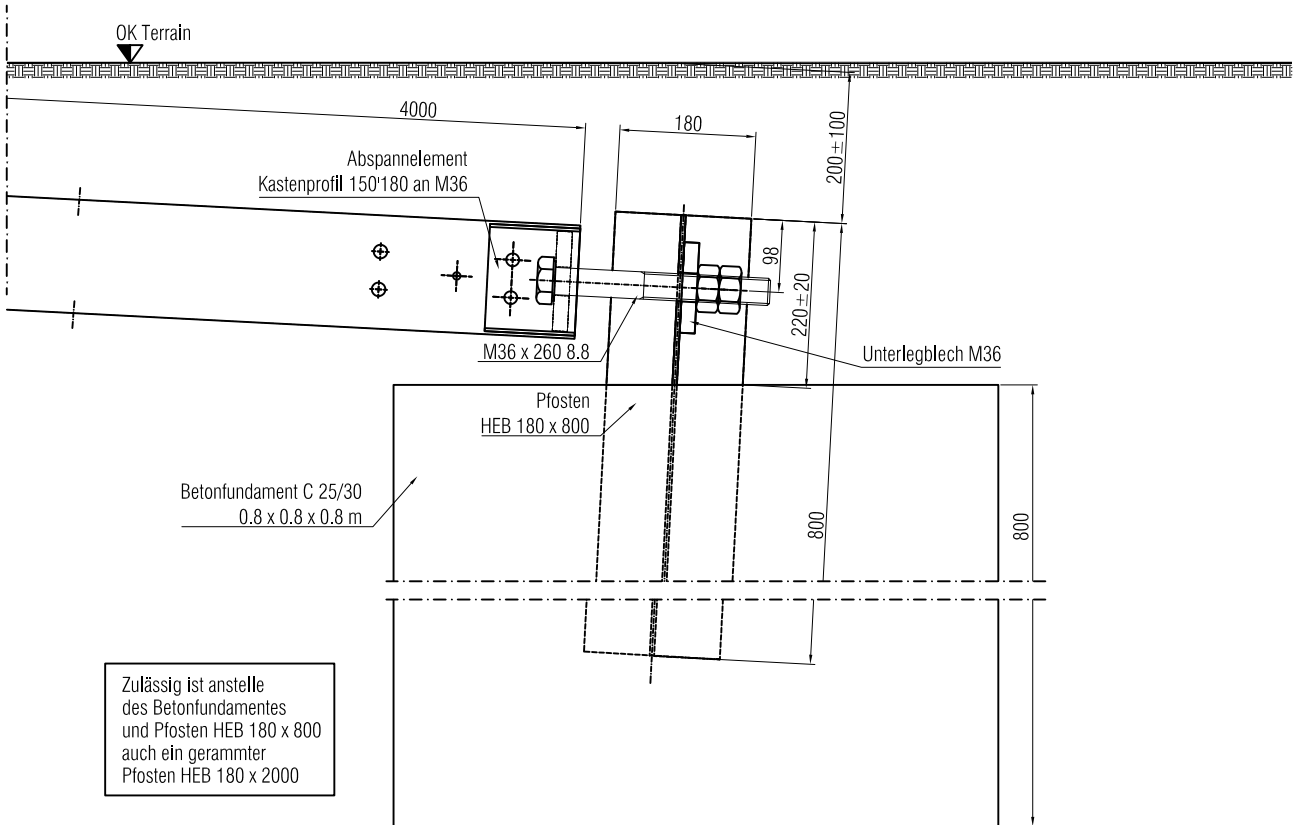 OK Terrain
4000
180
200±100
Abspannelement
Kastenprofil 150'180 an M36
98
220±20
M36 x 260 8.8
Unterlegblech M36
Pfosten
HEB 180 x 800
Betonfundament C 25/30
0.8 x 0.8 x 0.8 m
800
800
Zulässig ist anstelle
des Betonfundamentes
und Pfosten HEB 180 x 800
auch ein gerammter
Pfosten HEB 180 x 2000